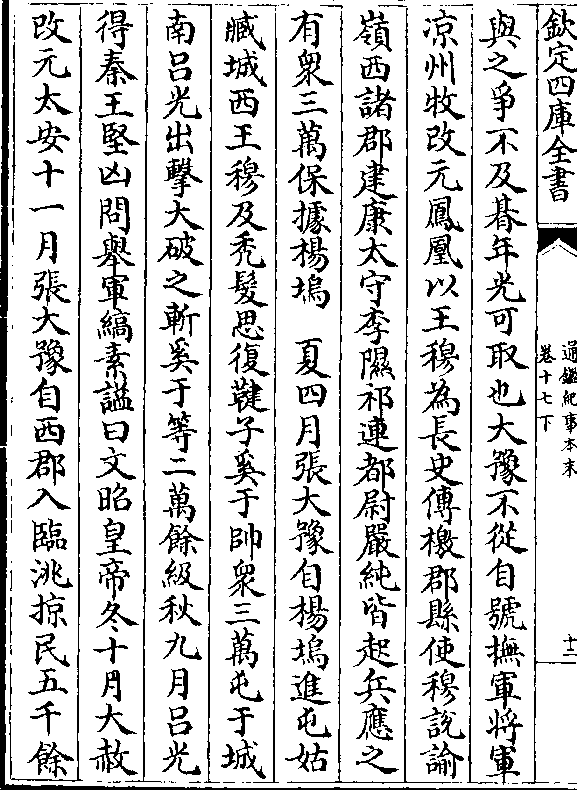 欽定四庫全書
通鑑紀事本末
卷十七下
十二
與之爭不及朞年光可取也大豫不從自號撫軍將軍
凉州牧改元鳳凰以王穆為長史傳檄郡縣使穆説諭
嶺西諸郡建康太守李隰祁連都尉嚴純皆起兵應之
有衆三萬保據楊塢　夏四月張大豫自楊塢進屯姑
臧城西王穆及秃髮思復鞬子奚于帥衆三萬屯于城
南吕光出擊大破之斬奚于等二萬餘級秋九月吕光
得秦王堅凶問舉軍縞素諡曰文昭皇帝冬十月大赦
改元太安十一月張大豫自西郡入臨洮掠民五千餘